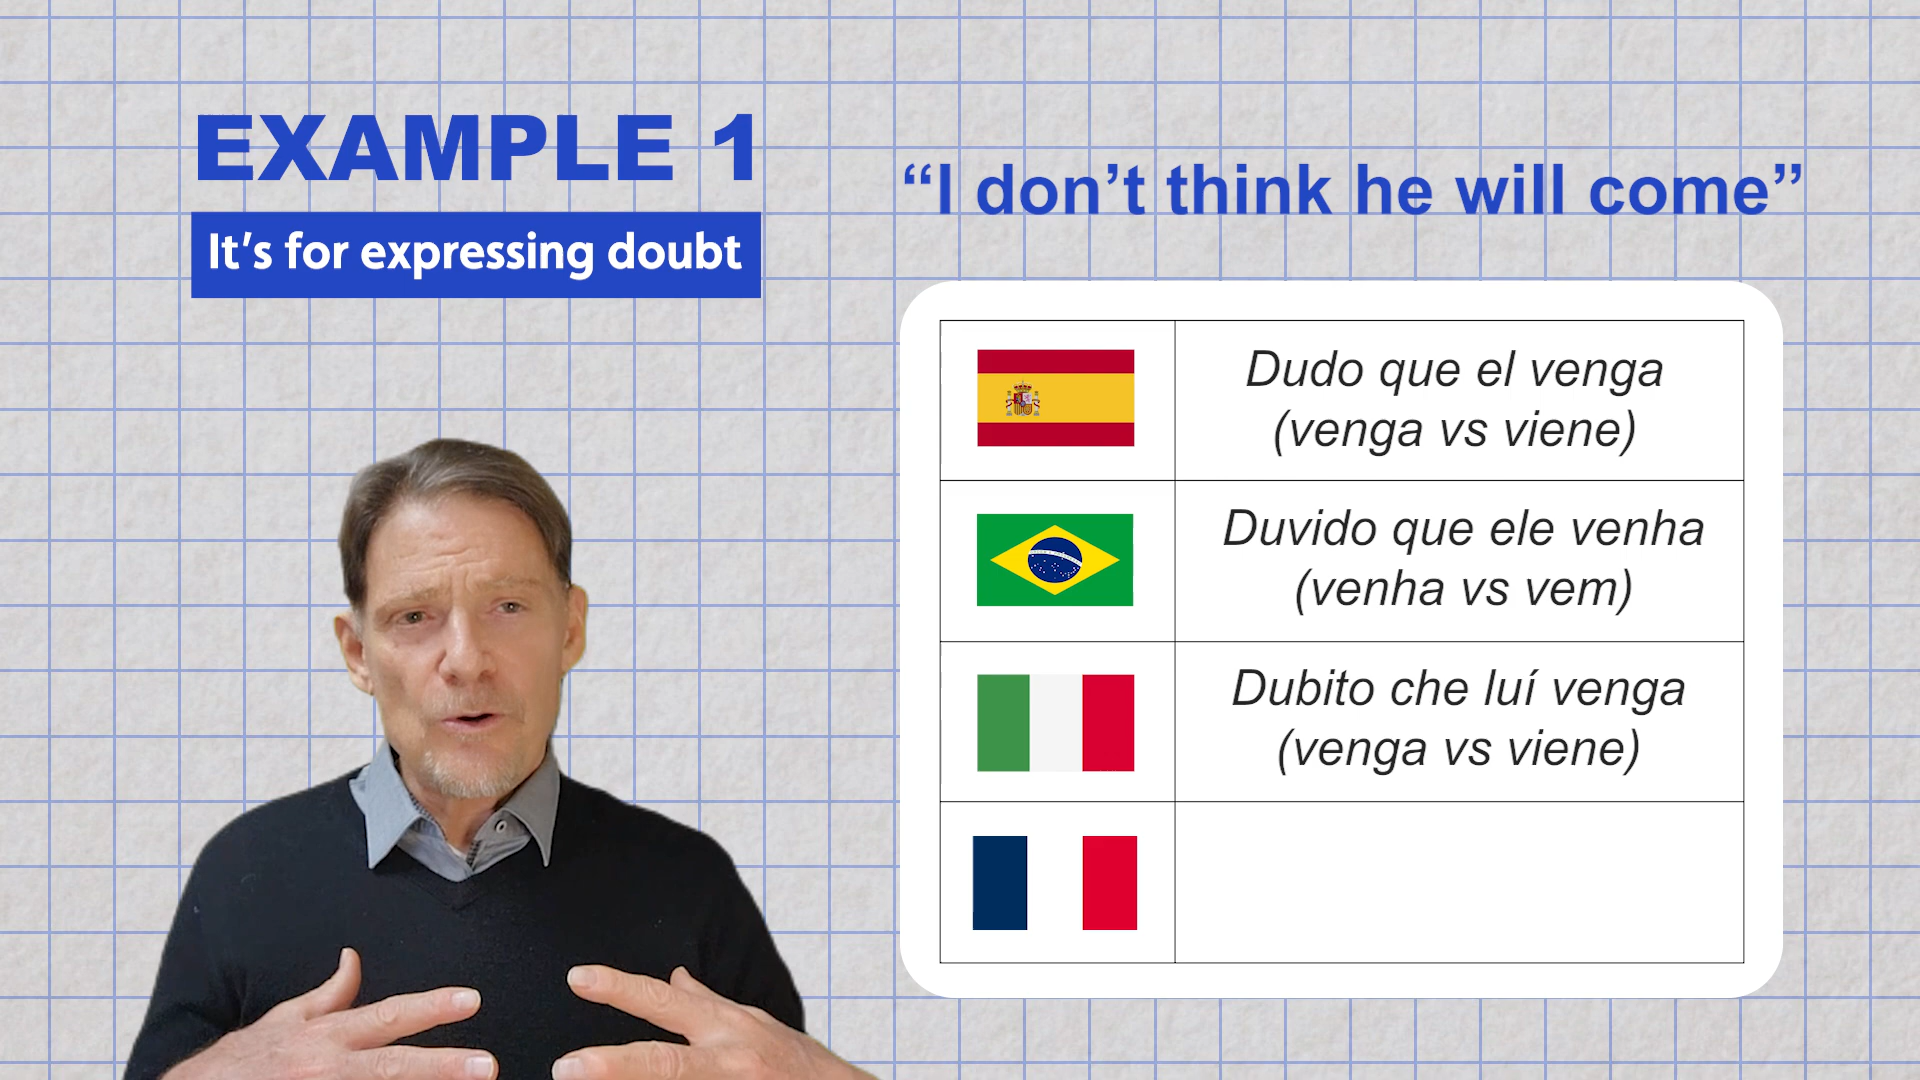 EXAMPLE 1
It’s for expressing doubt
“I don’t think he will come”
Dudo que el venga
(venga vs viene)
Duvido que ele venha
(venha vs vem)
Dubito che luí venga
(venga vs viene)